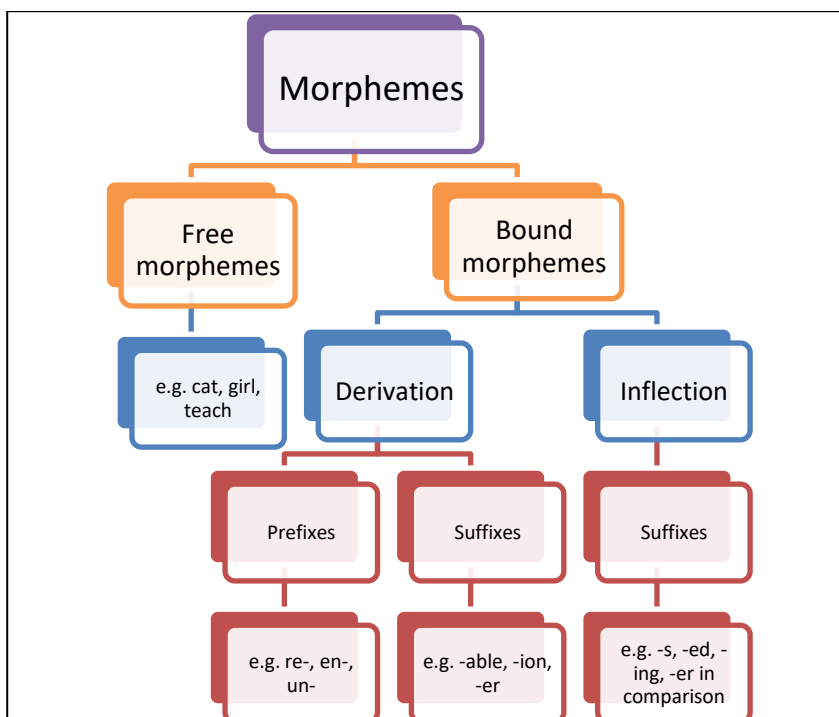 Morphemes
Free
morphemes
Bound
morphemes
e.g. cat, girl,
teach
Derivation
Inflection
Prefixes
Suffixes
Suffixes
e.g. re-, en-,
un-
e.g. -able, -ion,
-er
e.g. -s, -ed, -
ing, -er in
comparison